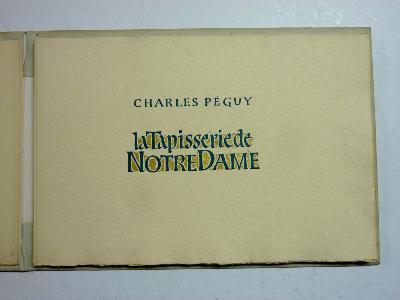 CHARLES PÉGUY
la Tapisserie de
NOTRE DAME